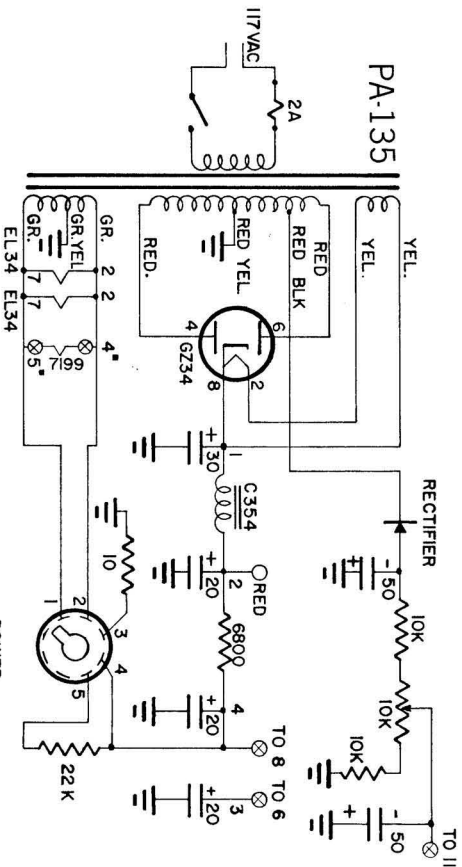 PA-135
117VAC
2A
YEL.
YEL.
RED
RED BLK
RED YEL
RED.
GR.
GR.YEL
GR.
6
4
GZ34
8
2
2
2
7
7
EL34
EL34
4
7199
5
RECTIFIER
- 50
+
10K
10K
10K
- 50
+
TO 11
1
+ 30
C354
2
RED
+ 20
6800
4
+ 20
TO 8
3
+ 20
TO 6
10
1
2
3
4
5
22K